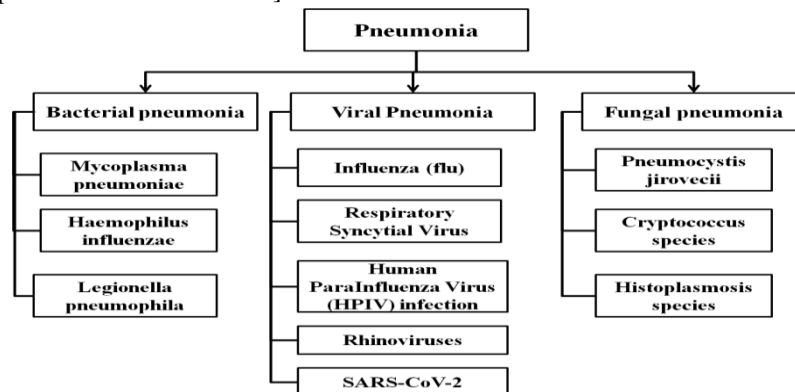 Pneumonia
Bacterial pneumonia
Mycoplasma
pneumoniae
Haemophilus
influenzae
Legionella
pneumophila
Viral Pneumonia
Influenza (flu)
Respiratory
Syncytial Virus
Human
ParaInfluenza Virus
(HPIV) infection
Rhinoviruses
SARS-CoV-2
Fungal pneumonia
Pneumocystis
jirovecii
Cryptococcus
species
Histoplasmosis
species